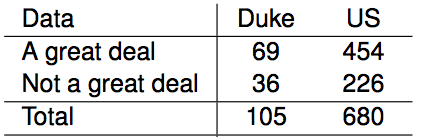 Data Duke US
A great deal 69 454
Not a great deal 36 226
Total 105 680